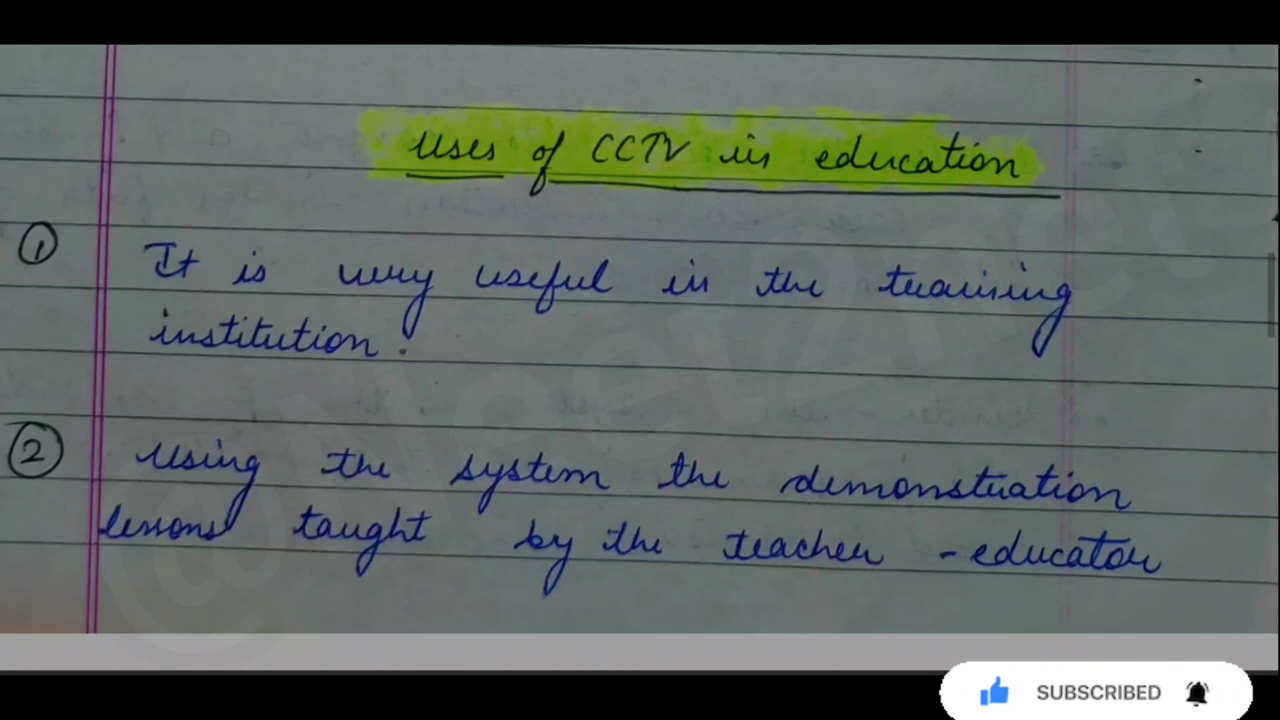 Uses of CCTV in education
① It is very useful in the training
institution.
② Using the system the demonstration
lessons taught by the teacher - educator
SUBSCRIBED